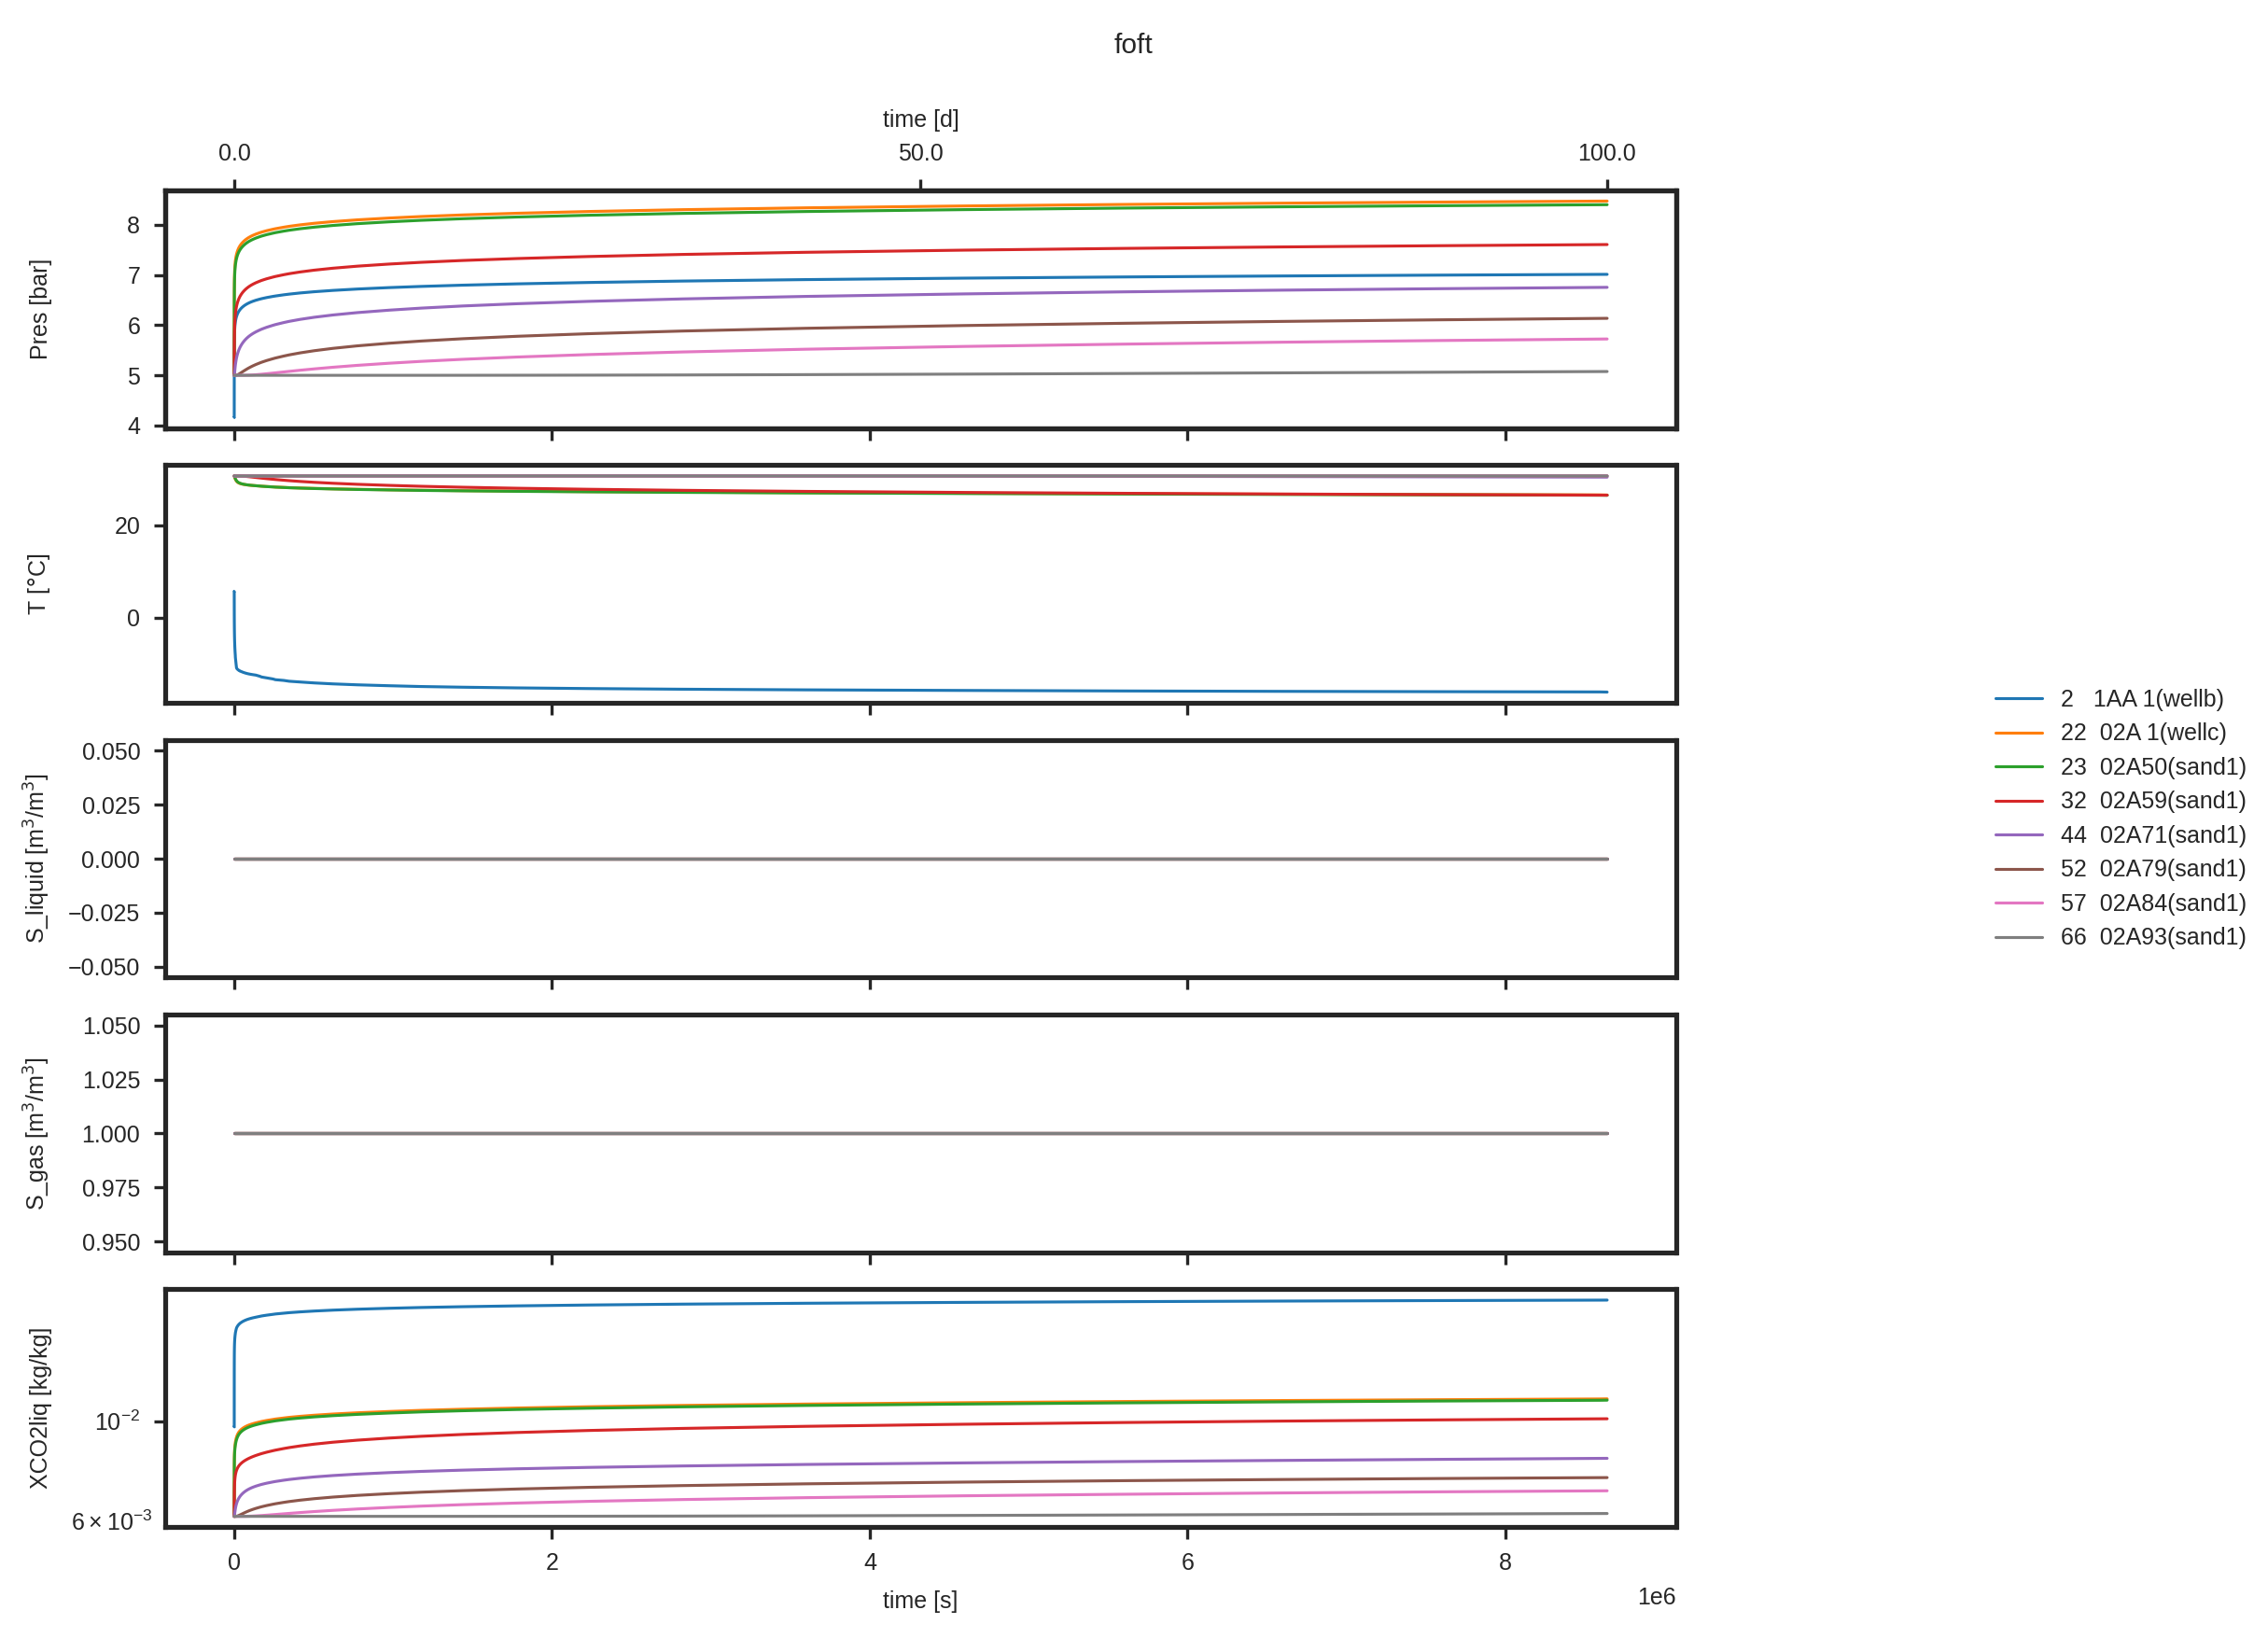 foft
time [d]
0.0 50.0 100.0
Pres [bar]
8
7
6
5
4
T [°C]
20
0
S_liquid [m³/m³]
0.050
0.025
0.000
−0.025
−0.050
S_gas [m³/m³]
1.050
1.025
1.000
0.975
0.950
XCO2liq [kg/kg]
10⁻²
6 × 10⁻³
0 2 4 6 8
time [s]
1e6
2 1AA 1(wellb)
22 02A 1(wellc)
23 02A50(sand1)
32 02A59(sand1)
44 02A71(sand1)
52 02A79(sand1)
57 02A84(sand1)
66 02A93(sand1)